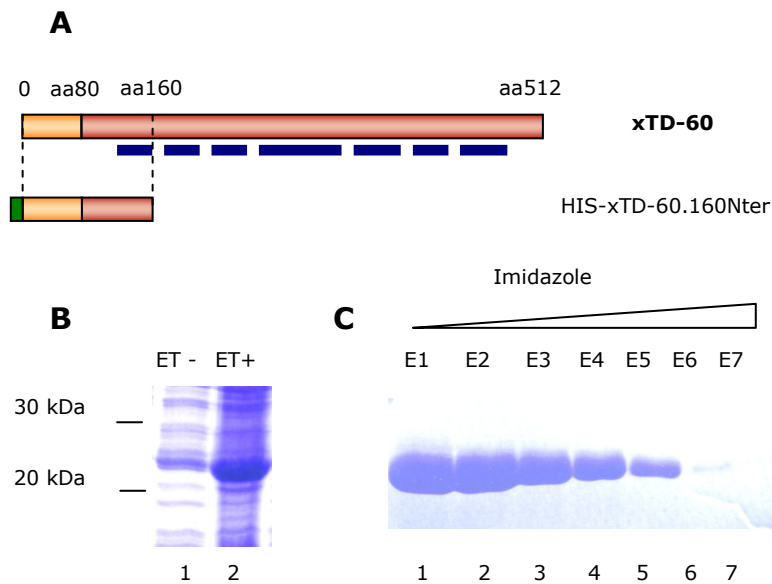 A
0 aa80 aa160 aa512
xTD-60
HIS-xTD-60.160Nter
B
ET - ET+
30 kDa
20 kDa
1 2
C
Imidazole
E1 E2 E3 E4 E5 E6 E7
1 2 3 4 5 6 7